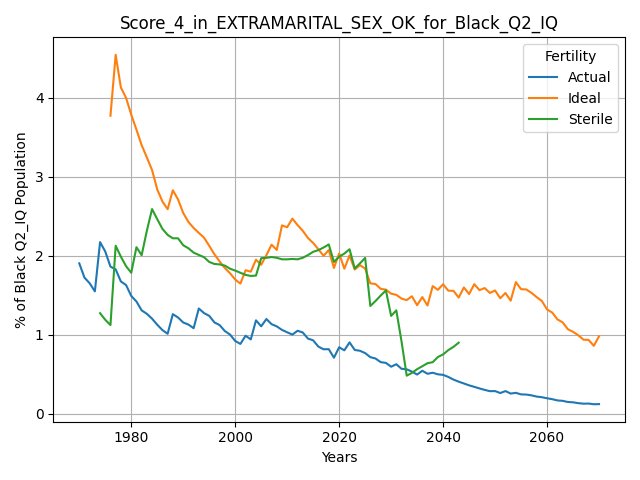 Score_4_in_EXTRAMARITAL_SEX_OK_for_Black_Q2_IQ
Fertility
Actual
Ideal
Sterile
% of Black Q2_IQ Population
4
3
2
1
0
1980 2000 2020 2040 2060
Years